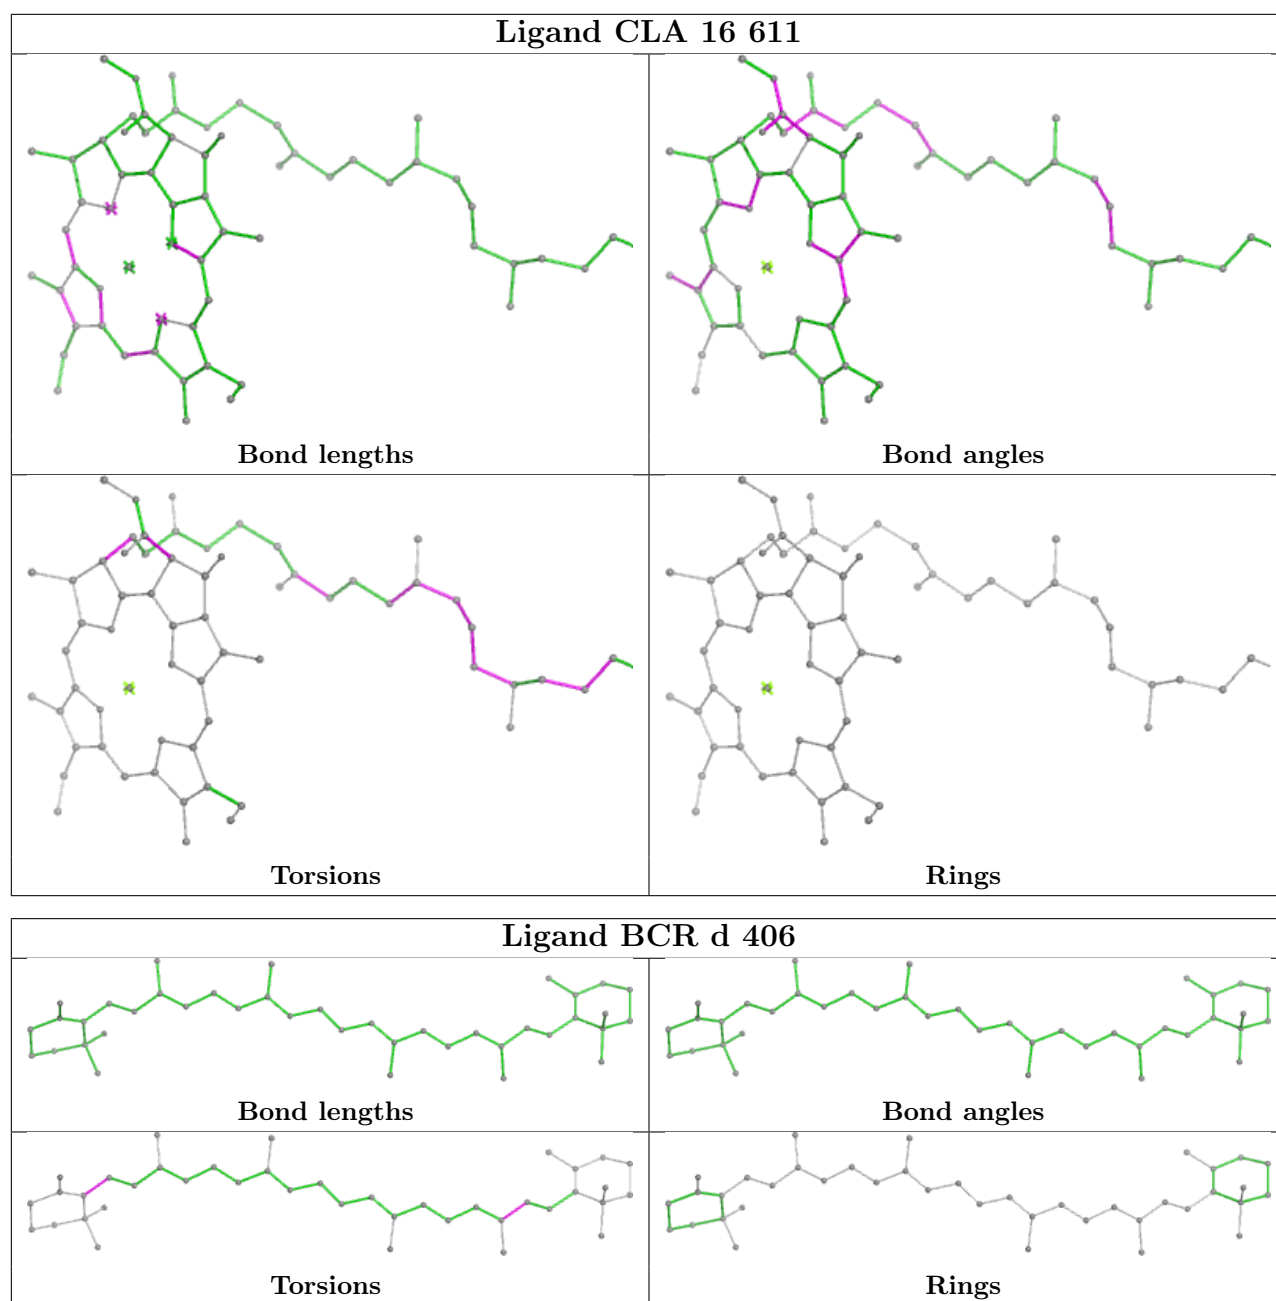 Ligand CLA 16 611
Bond lengths
Bond angles
Torsions
Rings
Ligand BCR d 406
Bond lengths
Bond angles
Torsions
Rings